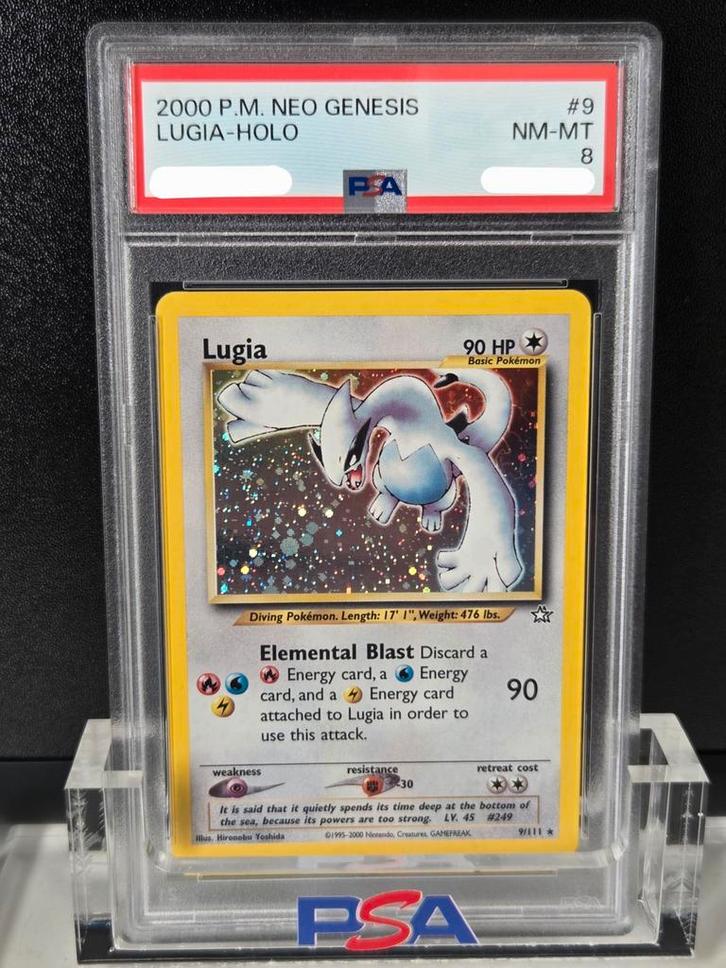 2000 P.M. NEO GENESIS #9
LUGIA-HOLO NM-MT
8
PSA
Lugia 90 HP
Basic Pokémon
Diving Pokémon. Length: 17' 1", Weight: 476 lbs.
Elemental Blast Discard a
Energy card, a Energy
card, and a Energy card
attached to Lugia in order to
use this attack.
90
weakness resistance retreat cost
-30
It is said that it quietly spends its time deep at the bottom of
the sea, because its powers are too strong. LV. 45 #249
Illus. Hironobu Yoshida ©1995-2000 Nintendo, Creatures, GAMEFREAK. 9/111 ★
PSA